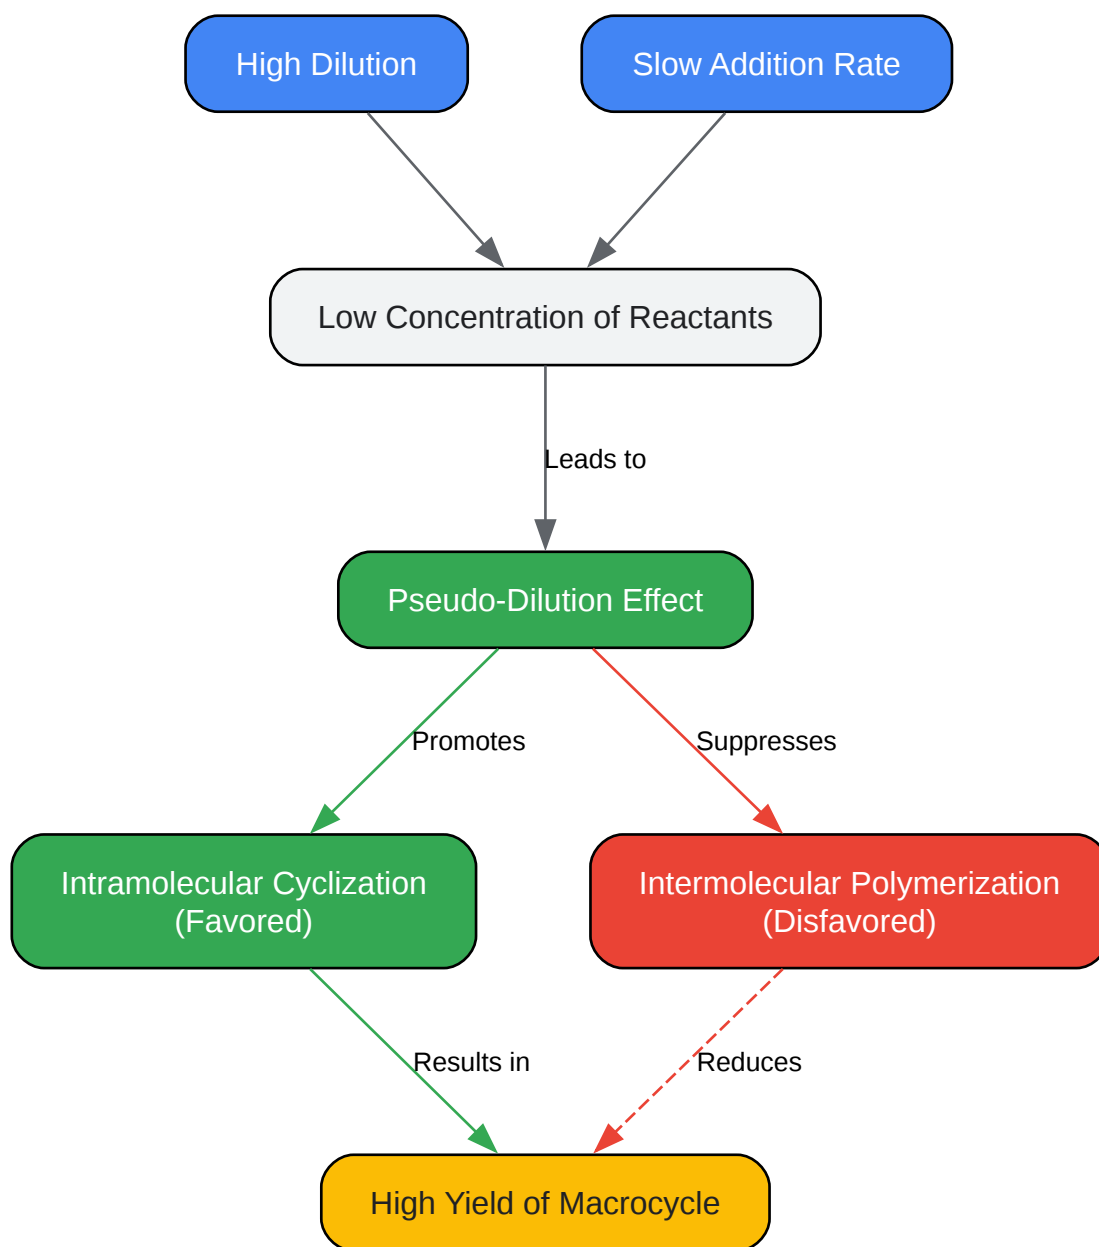 High Dilution
Slow Addition Rate
Low Concentration of Reactants
Leads to
Pseudo-Dilution Effect
Promotes
Suppresses
Intramolecular Cyclization
(Favored)
Intermolecular Polymerization
(Disfavored)
Results in
Reduces
High Yield of Macrocycle